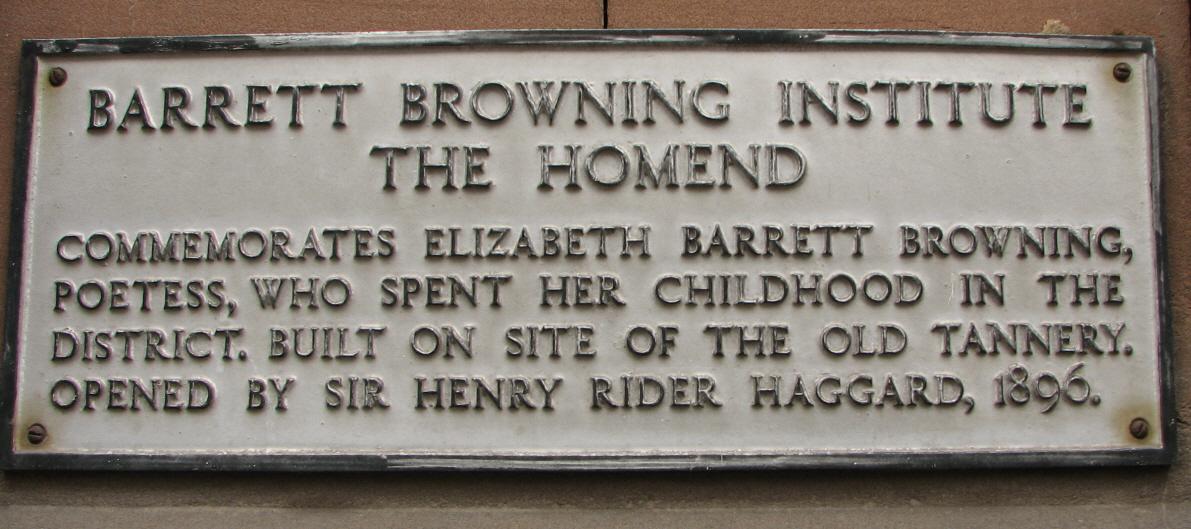 BARRETT BROWNING INSTITUTE
THE HOMEND
COMMEMORATES ELIZABETH BARRETT BROWNING,
POETESS, WHO SPENT HER CHILDHOOD IN THE
DISTRICT. BUILT ON SITE OF THE OLD TANNERY.
OPENED BY SIR HENRY RIDER HAGGARD, 1896.